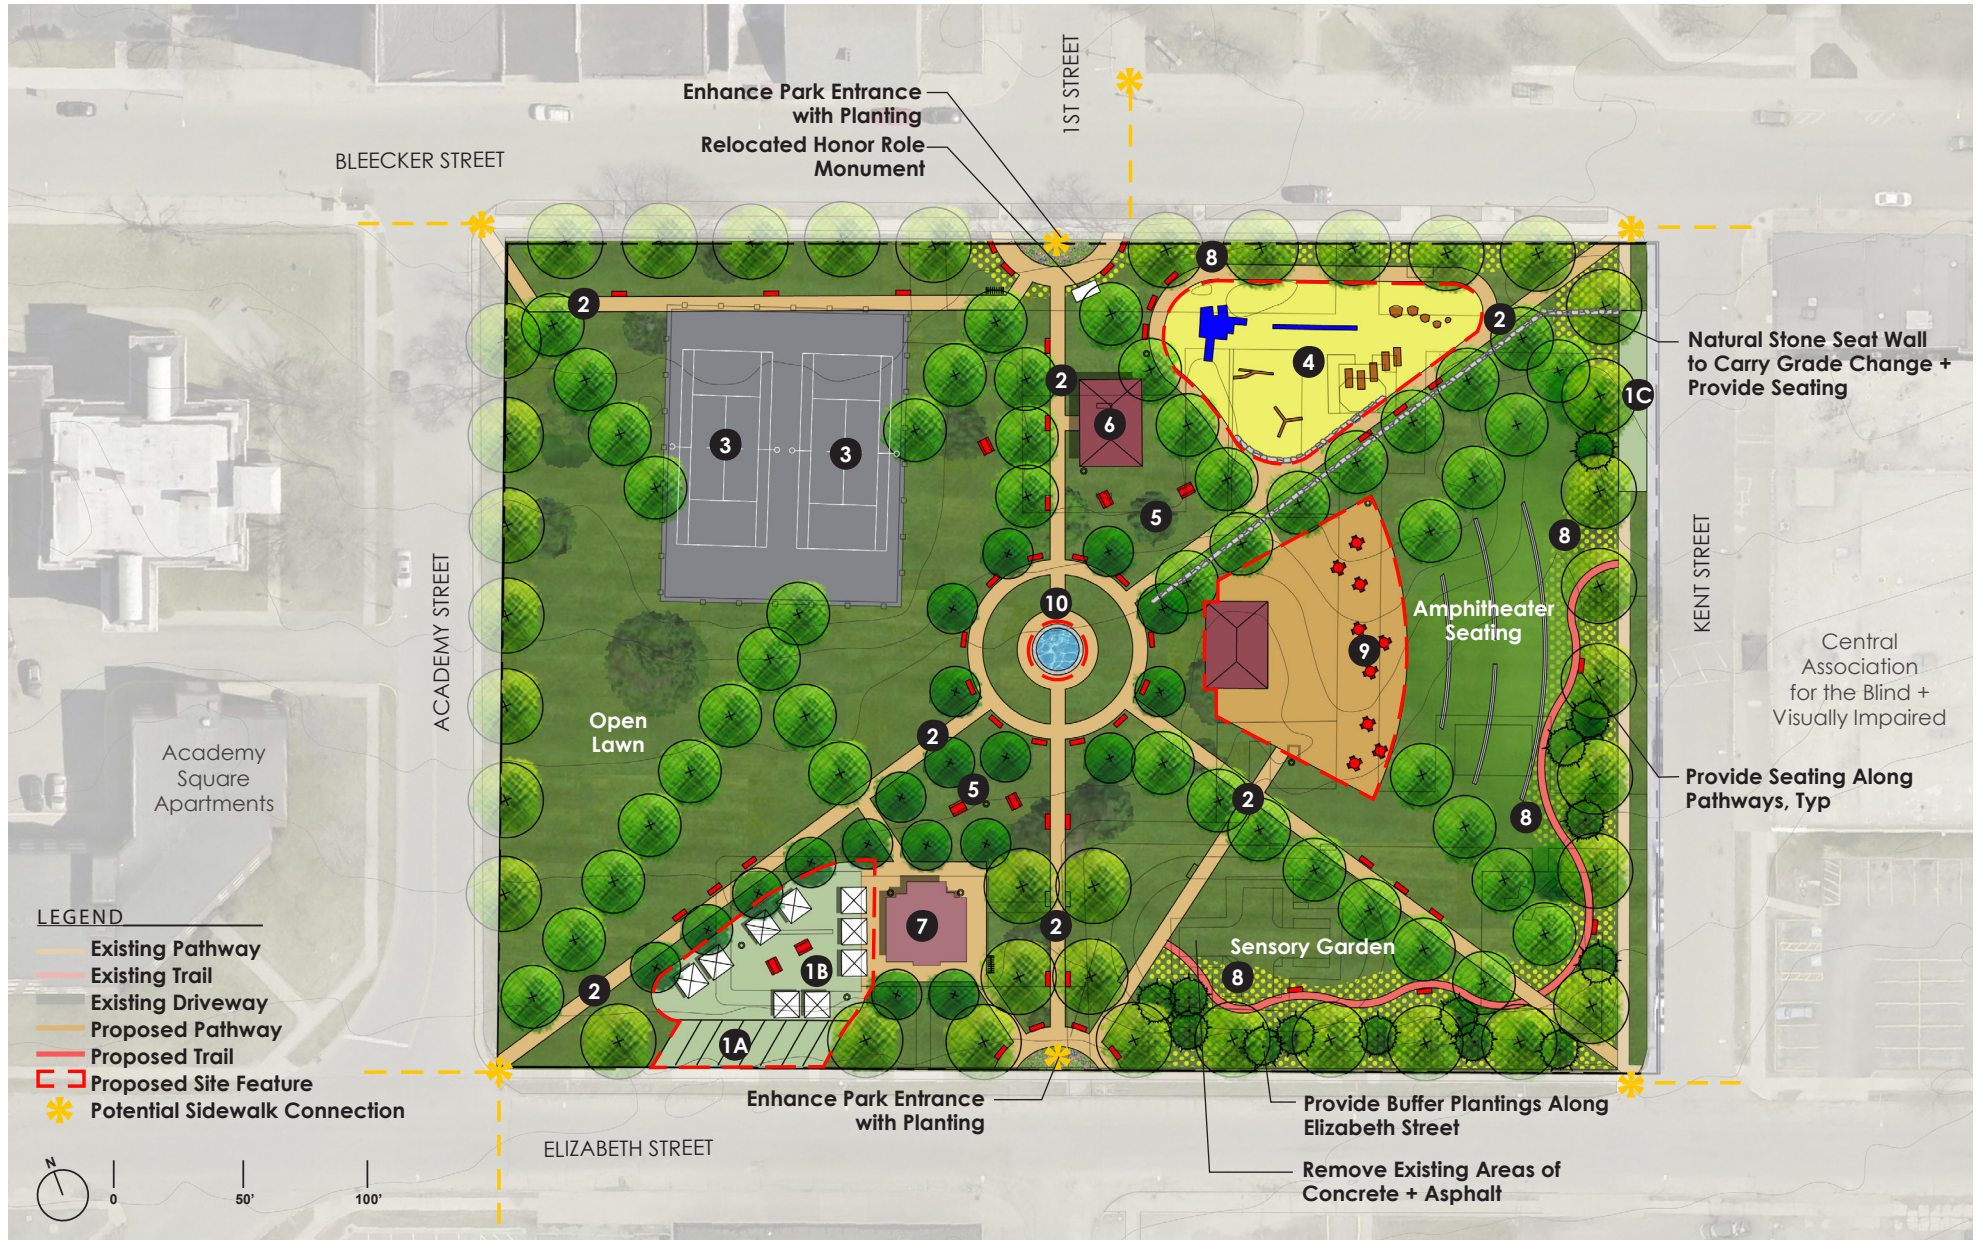 Enhance Park Entrance
with Planting
Relocated Honor Role
Monument
1ST STREET
BLEECKER STREET
8
2
2
Natural Stone Seat Wall
to Carry Grade Change +
Provide Seating
4
2
1C
6
3
3
5
8
ACADEMY STREET
KENT STREET
10
Amphitheater
Seating
9
Central
Association
for the Blind +
Visually Impaired
Open
Lawn
2
Academy
Square
Apartments
5
2
8
Provide Seating Along
Pathways, Typ
7
2
Sensory Garden
8
1B
2
1A
LEGEND
Existing Pathway
Existing Trail
Existing Driveway
Proposed Pathway
Proposed Trail
Proposed Site Feature
Potential Sidewalk Connection
Enhance Park Entrance
with Planting
Provide Buffer Plantings Along
Elizabeth Street
ELIZABETH STREET
Remove Existing Areas of
Concrete + Asphalt
N
0 50' 100'